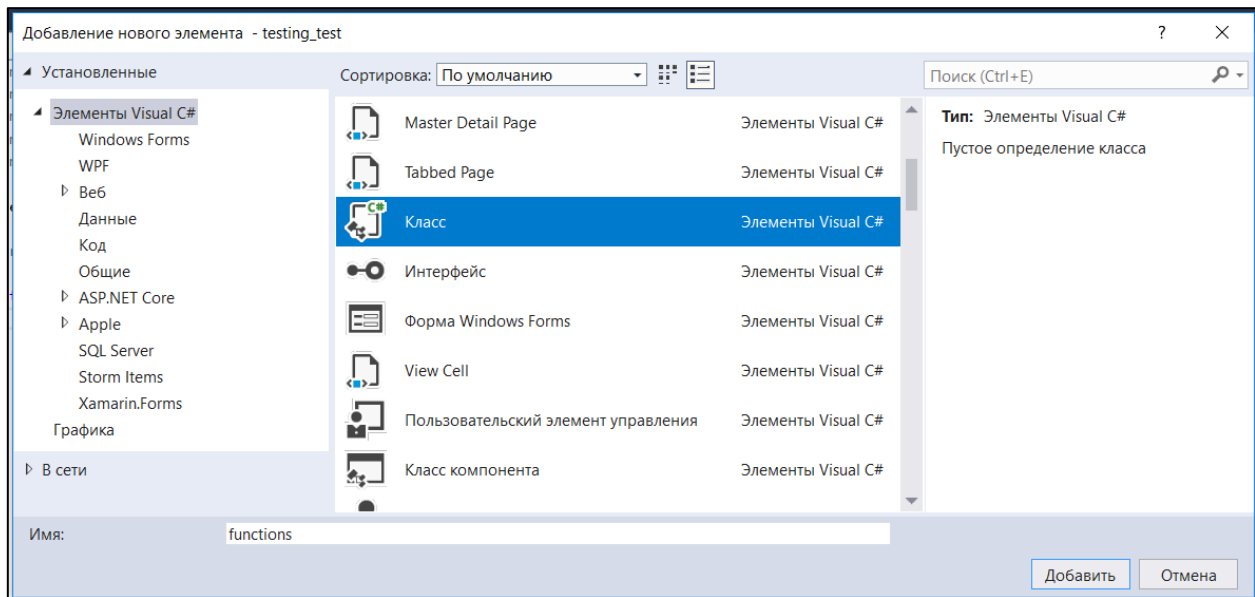 Добавление нового элемента - testing_test
? ×
Установленные
Сортировка: По умолчанию
Поиск (Ctrl+E)
Элементы Visual C#
Windows Forms
WPF
Веб
Данные
Код
Общие
ASP.NET Core
Apple
SQL Server
Storm Items
Xamarin.Forms
Графика
В сети
Master Detail Page Элементы Visual C#
Tabbed Page Элементы Visual C#
C# Класс Элементы Visual C#
Интерфейс Элементы Visual C#
Форма Windows Forms Элементы Visual C#
View Cell Элементы Visual C#
Пользовательский элемент управления Элементы Visual C#
Класс компонента Элементы Visual C#
Тип: Элементы Visual C#
Пустое определение класса
Имя: functions
Добавить Отмена